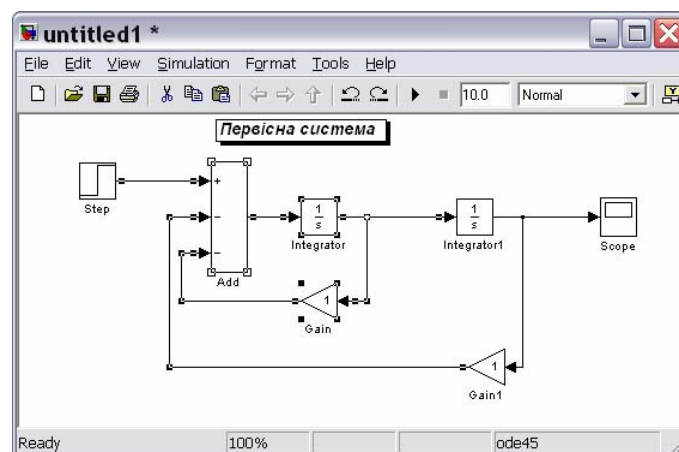 untitled1 *
File Edit View Simulation Format Tools Help
10.0 Normal
Первісна система
Step
+
−
−
Add
1
s
Integrator
1
s
Integrator1
Scope
1
Gain
1
Gain1
Ready 100% ode45